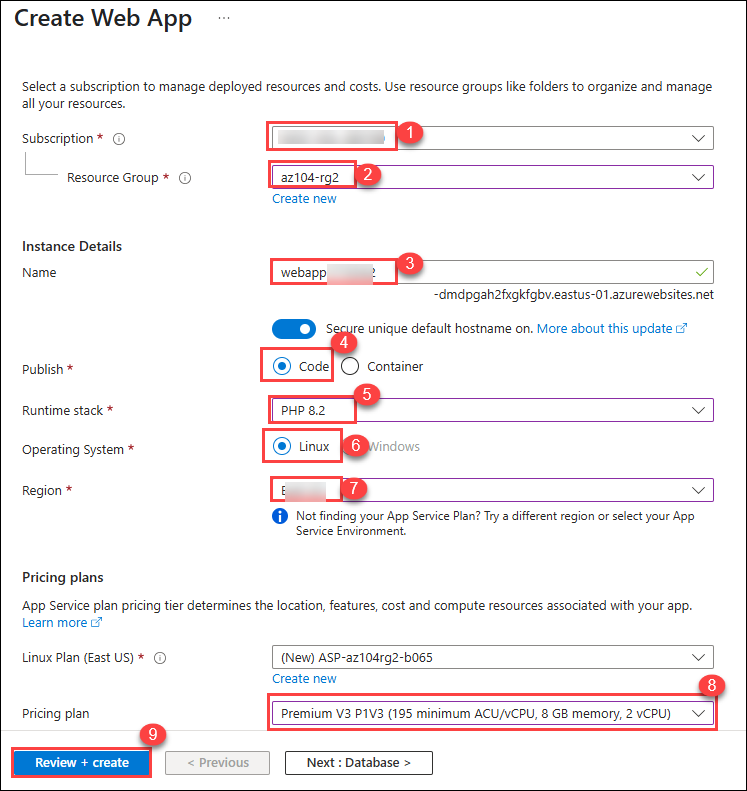 Create Web App ...
Select a subscription to manage deployed resources and costs. Use resource groups like folders to organize and manage
all your resources.
Subscription *
1
Resource Group *
az104-rg2
2
Create new
Instance Details
Name
webapp
3
-dmdpgah2fxgkfgbv.eastus-01.azurewebsites.net
Secure unique default hostname on. More about this update
4
Publish *
Code
Container
5
Runtime stack *
PHP 8.2
Operating System *
Linux
6
Windows
Region *
7
Not finding your App Service Plan? Try a different region or select your App
Service Environment.
Pricing plans
App Service plan pricing tier determines the location, features, cost and compute resources associated with your app.
Learn more
Linux Plan (East US) *
(New) ASP-az104rg2-b065
Create new
8
Pricing plan
Premium V3 P1V3 (195 minimum ACU/vCPU, 8 GB memory, 2 vCPU)
9
Review + create
< Previous
Next : Database >